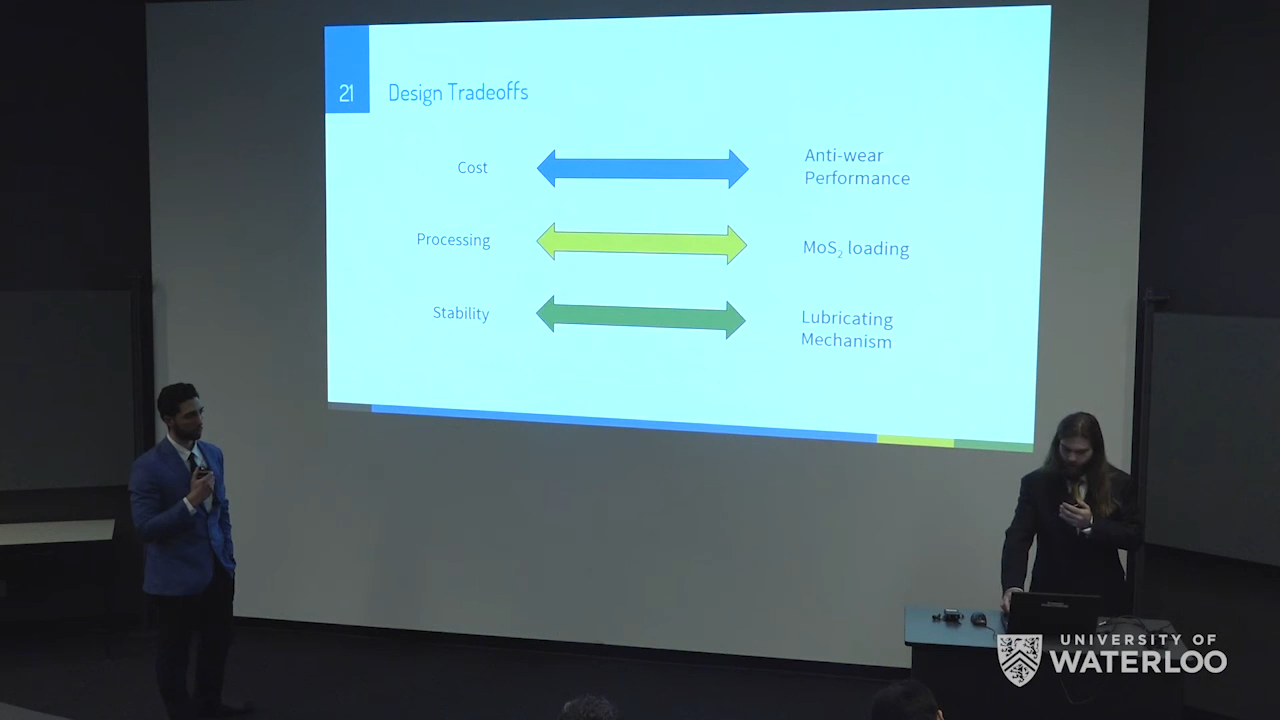 21
Design Tradeoffs
Cost
Anti-wear
Performance
Processing
MoS₂ loading
Stability
Lubricating
Mechanism
UNIVERSITY OF
WATERLOO